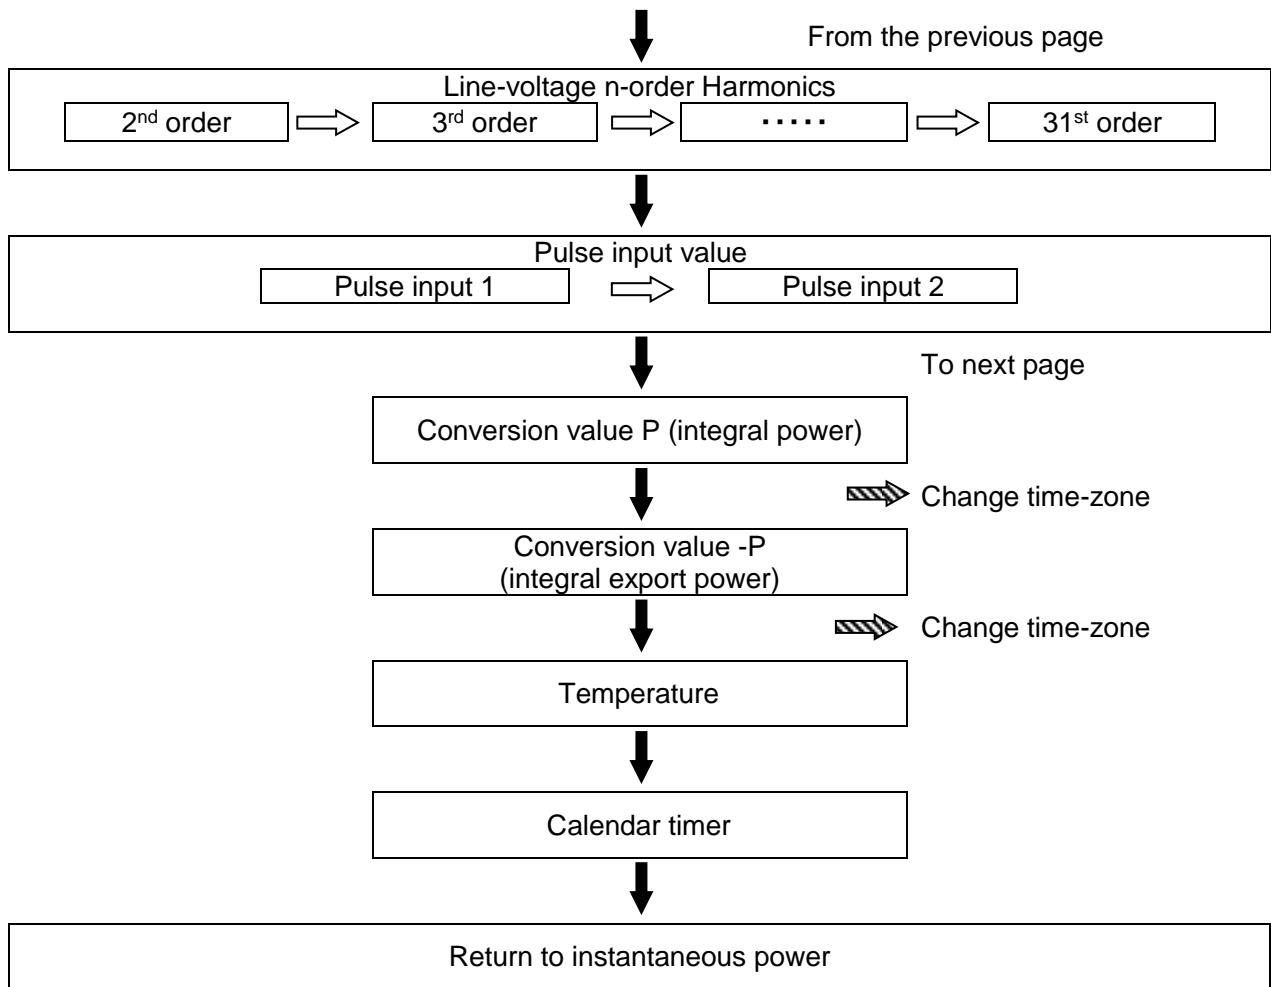 From the previous page
Line-voltage n-order Harmonics
2nd order
3rd order
·····
31st order
Pulse input value
Pulse input 1
Pulse input 2
To next page
Conversion value P (integral power)
Change time-zone
Conversion value -P
(integral export power)
Change time-zone
Temperature
Calendar timer
Return to instantaneous power